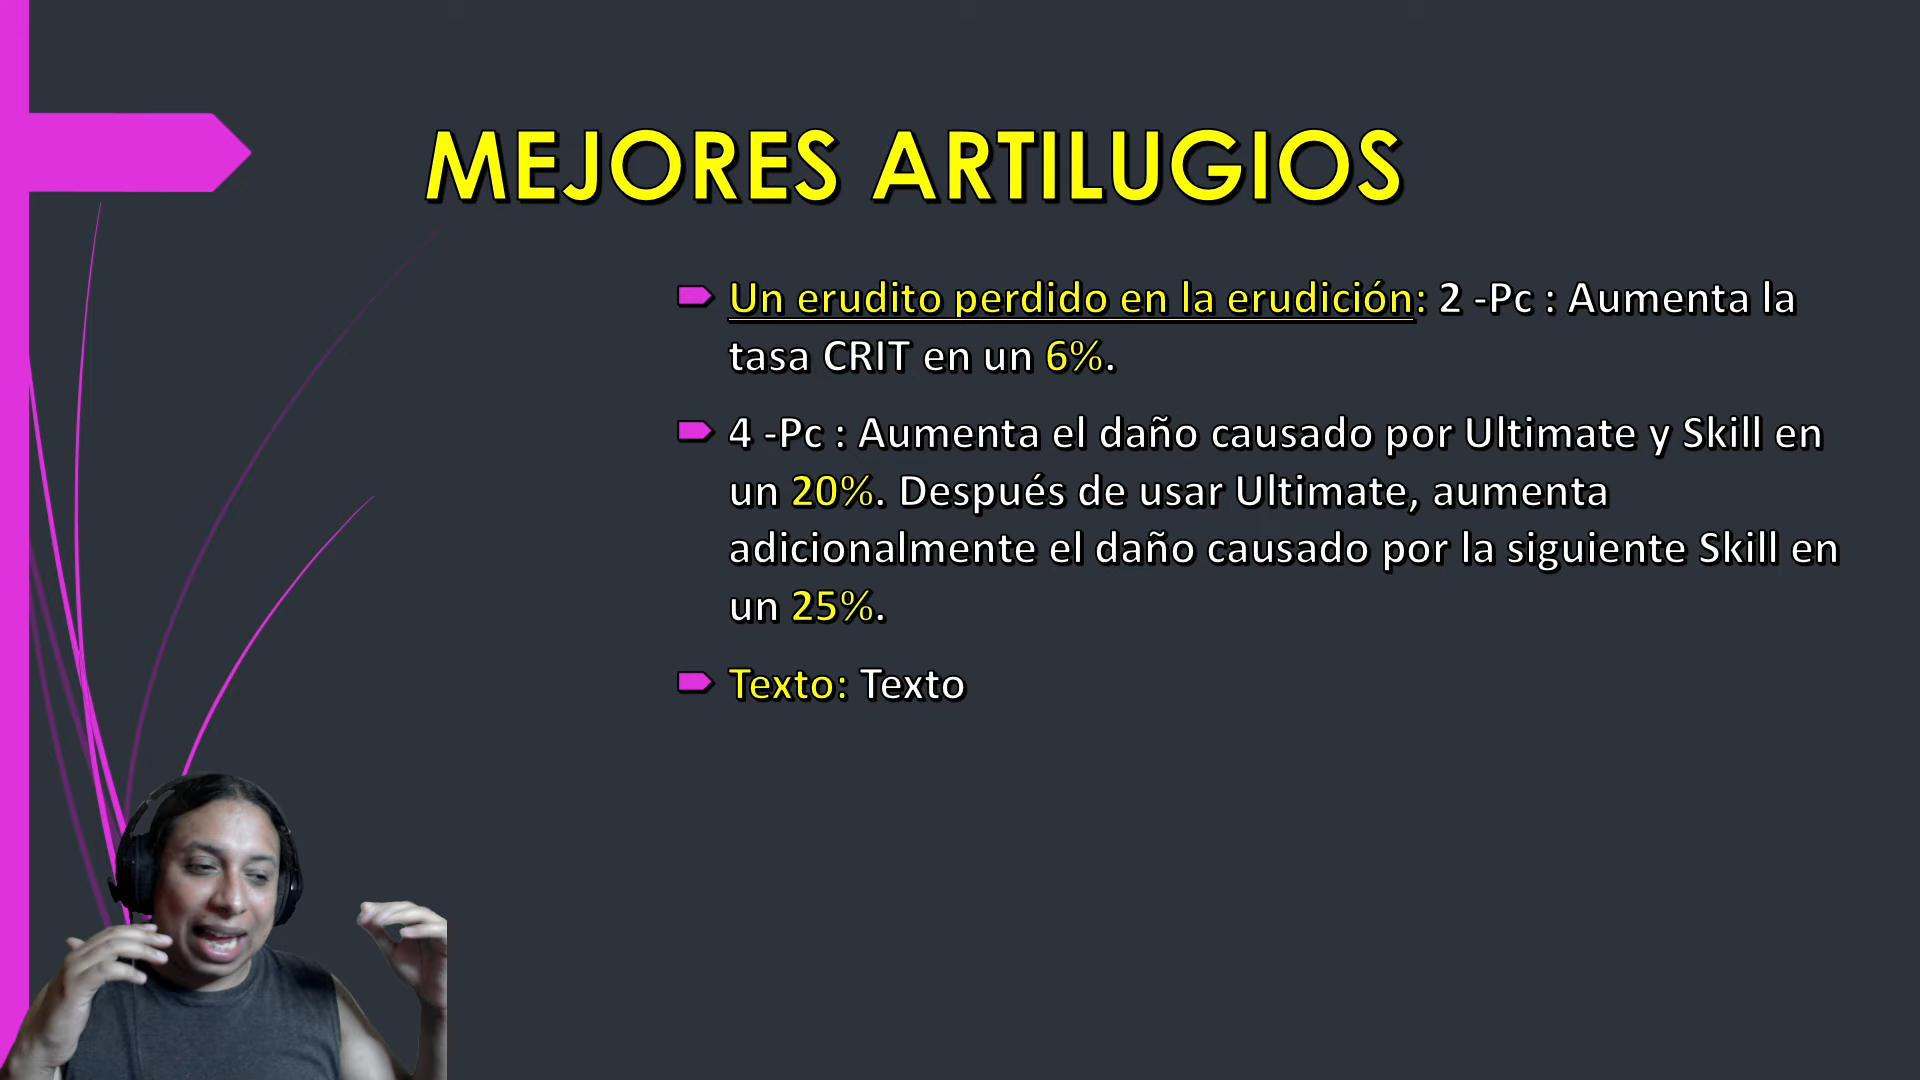 MEJORES ARTILUGIOS
Un erudito perdido en la erudición: 2 -Pc : Aumenta la
tasa CRIT en un 6%.
4 -Pc : Aumenta el daño causado por Ultimate y Skill en
un 20%. Después de usar Ultimate, aumenta
adicionalmente el daño causado por la siguiente Skill en
un 25%.
Texto: Texto